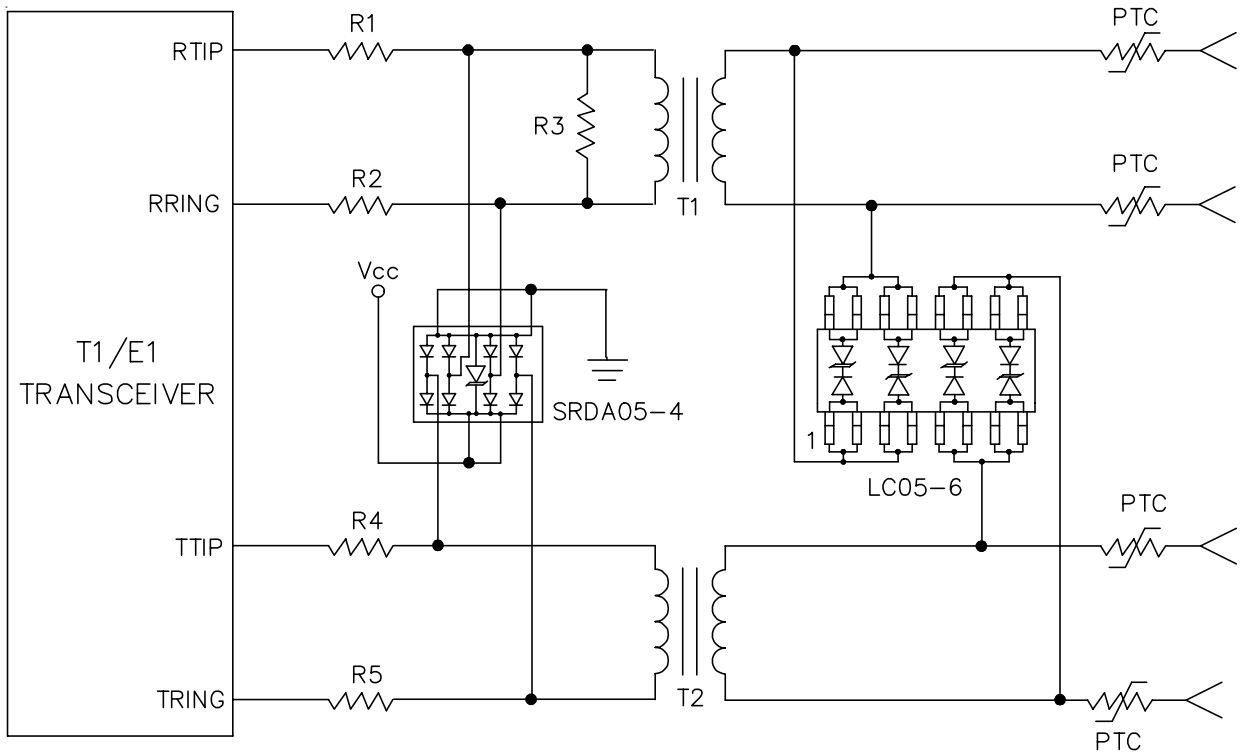 PTC
R1
RTIP
R3
PTC
R2
RRING
T1
Vcc
T1/E1
TRANSCEIVER
SRDA05-4
1
LC05-6
PTC
R4
TTIP
R5
TRING
T2
PTC